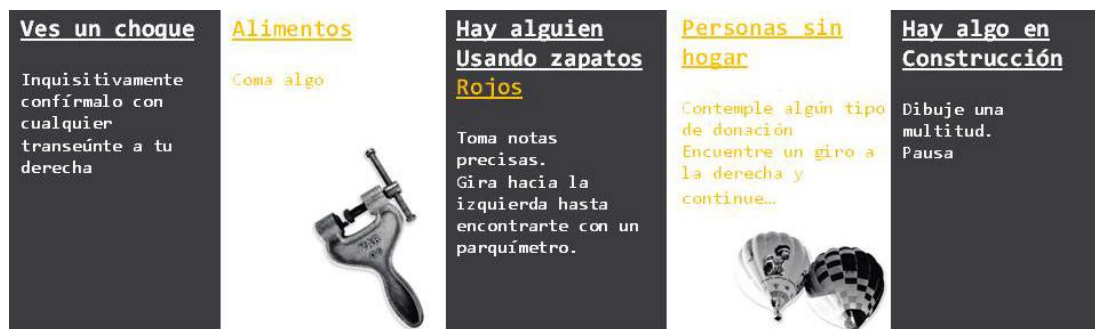 Ves un choque
Inquisitivamente
confírmalo con
cualquier
transeúnte a tu
derecha
Alimentos
Coma algo
Hay alguien
Usando zapatos
Rojos
Toma notas
precisas.
Gira hacia la
izquierda hasta
encontrarte con un
parquímetro.
Personas sin
hogar
Contemple algún tipo
de donación
Encuentre un giro a
la derecha y
continue…
Hay algo en
Construcción
Dibuje una
multitud.
Pausa